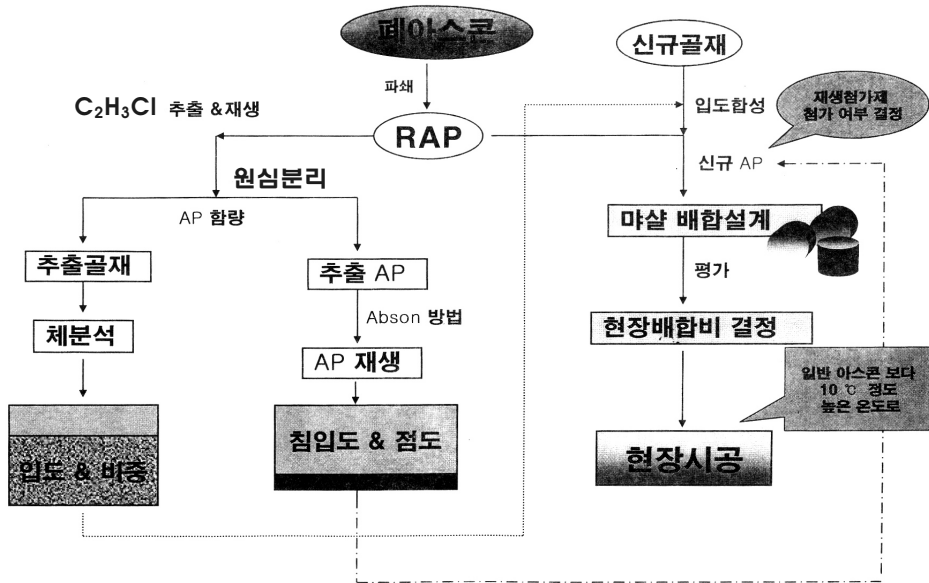 폐아스콘
신규골재
파쇄
C2H3Cl 추출 &재생
입도합성
재생첨가제
첨가 여부 결정
RAP
신규 AP
원심분리
AP 함량
먀샬 배합설계
추출골재
추출 AP
평가
Abson 방법
체분석
현장배합비 결정
AP 재생
일반 아스콘 보다
10 ℃ 정도
높은 온도로
입도 & 비중
침입도 & 점도
현장시공